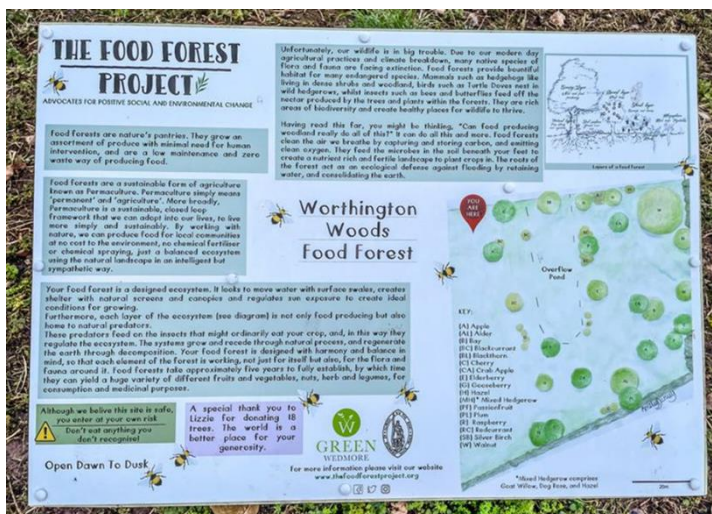 THE FOOD FOREST
PROJECT
ADVOCATES FOR POSITIVE SOCIAL AND ENVIRONMENTAL CHANGE
Food forests are nature's pantries. They grow an
assortment of produce with minimal need for human
intervention, and are a low maintenance and zero
waste way of producing food.
Food forests are a sustainable form of agriculture
known as Permaculture. Permaculture simply means
'permanent' and 'agriculture'. More broadly,
Permaculture is a sustainable, closed loop
framework that we can adopt into our lives, to live
more simply and sustainably. By working with
nature, we can produce food for local communities
at no cost to the environment, no chemical fertiliser
or chemical spraying, just a balanced ecosystem
using the natural landscape in an intelligent but
sympathetic way.
Unfortunately, our wildlife is in big trouble. Due to our modern day
agricultural practices and climate breakdown, many native species of
flora and fauna are facing extinction. Food forests provide bountiful
habitat for many endangered species. Mammals such as hedgehogs like
living in dense shrubs and woodland, birds such as Turtle Doves nest in
wild hedgerows, whilst insects such as bees and butterflies feed off the
nectar produced by the trees and plants within the forests. They are rich
areas of biodiversity and create healthy places for wildlife to thrive.
Having read this far, you might be thinking, "Can food producing
woodland really do all of this?" It can do all this and more. Food forests
clean the air we breathe by capturing and storing carbon, and emitting
clean oxygen. They feed the microbes in the soil beneath your feet to
create a nutrient rich and fertile landscape to plant crops in. The roots of
the forest act as an ecological defense against flooding by retaining
water, and consolidating the earth.
Layers of a Food Forest
Worthington
Woods
Food Forest
YOU
ARE
HERE
Overflow
Pond
KEY:
(A) Apple
(AL) Alder
(B) Bay
(BC) Blackcurrant
(BL) Blackthorn
(C) Cherry
(CA) Crab Apple
(E) Elderberry
(G) Gooseberry
(H) Hazel
(MH)* Mixed Hedgerow
(PF) Passionfruit
(PL) Plum
(R) Raspberry
(RC) Redcurrant
(SB) Silver Birch
(W) Walnut
*Mixed Hedgerow comprises
Goat Willow, Dog Rose, and Hazel
Your food forest is a designed ecosystem. It looks to move water with surface swales, creates
shelter with natural screens and canopies and regulates sun exposure to create ideal
conditions for growing.
Furthermore, each layer of the ecosystem (see diagram) is not only food producing but also
home to natural predators.
These predators feed on the insects that might ordinarily eat your crop, and, in this way they
regulate the ecosystem. The systems grow and recede through natural process, and regenerate
the earth through decomposition. Your food forest is designed with harmony and balance in
mind, so that each element of the forest is working, not just for itself but also, for the flora and
fauna around it. Food forests take approximately five years to fully establish, by which time
they can yield a huge variety of different fruits and vegetables, nuts, herb and legumes, for
consumption and medicinal purposes.
Although we belive this site is safe,
you enter at your own risk
Don't eat anything you
don't recognise!
Open Dawn To Dusk
A special thank you to
Lizzie for donating 18
trees. The world is a
better place for your
generosity.
GREEN
WEDMORE
For more information please visit our website
www.thefoodforestproject.org